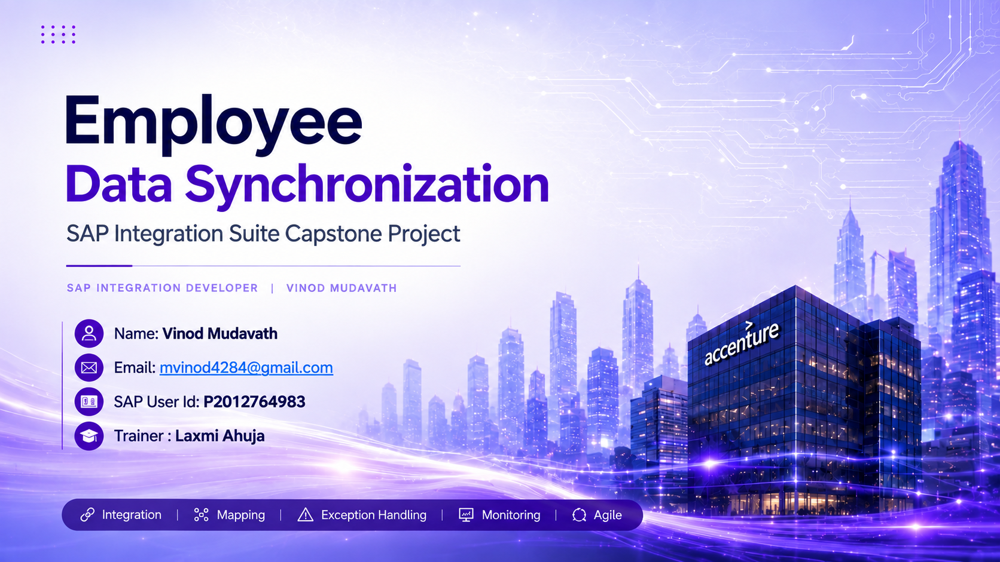 Employee
Data Synchronization
SAP Integration Suite Capstone Project
SAP INTEGRATION DEVELOPER | VINOD MUDAVATH
Name: Vinod Mudavath
Email: mvinod4284@gmail.com
SAP User Id: P2012764983
Trainer : Laxmi Ahuja
accenture
Integration | Mapping | Exception Handling | Monitoring | Agile